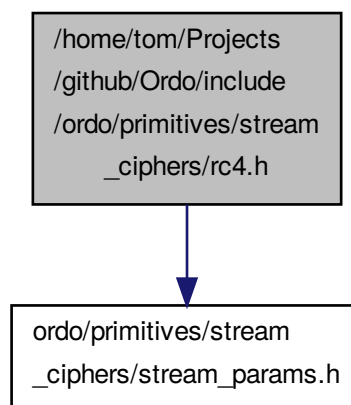 /home/tom/Projects
/github/Ordo/include
/ordo/primitives/stream
_ciphers/rc4.h
ordo/primitives/stream
_ciphers/stream_params.h